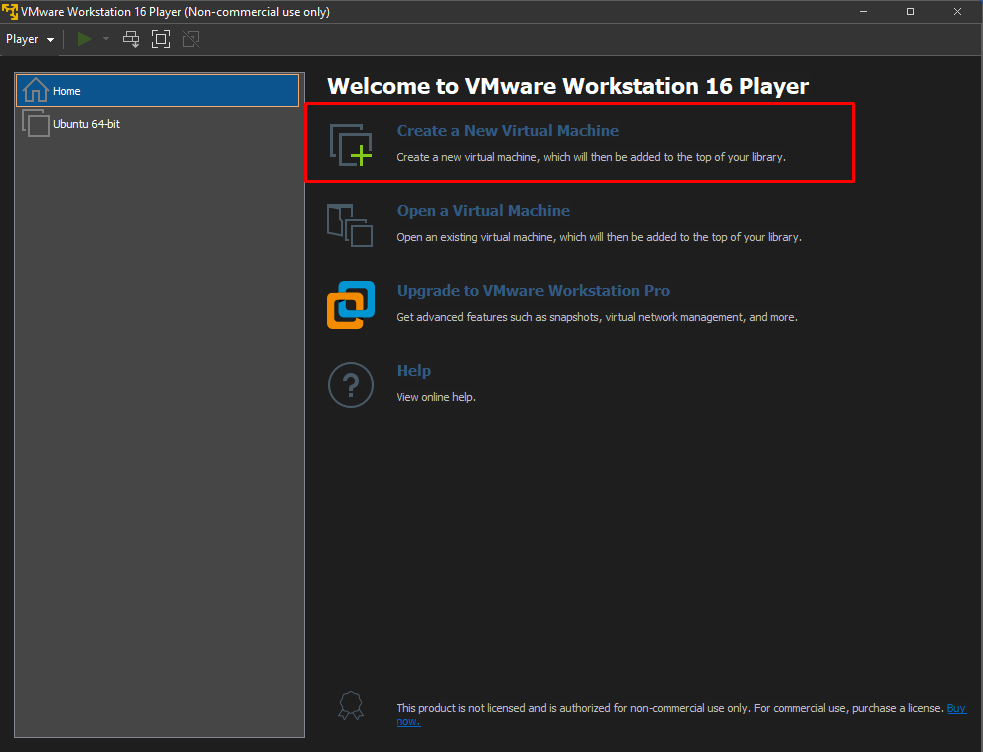 VMware Workstation 16 Player (Non-commercial use only)
Player
Home
Ubuntu 64-bit
Welcome to VMware Workstation 16 Player
Create a New Virtual Machine
Create a new virtual machine, which will then be added to the top of your library.
Open a Virtual Machine
Open an existing virtual machine, which will then be added to the top of your library.
Upgrade to VMware Workstation Pro
Get advanced features such as snapshots, virtual network management, and more.
?
Help
View online help.
This product is not licensed and is authorized for non-commercial use only. For commercial use, purchase a license. Buy
now.